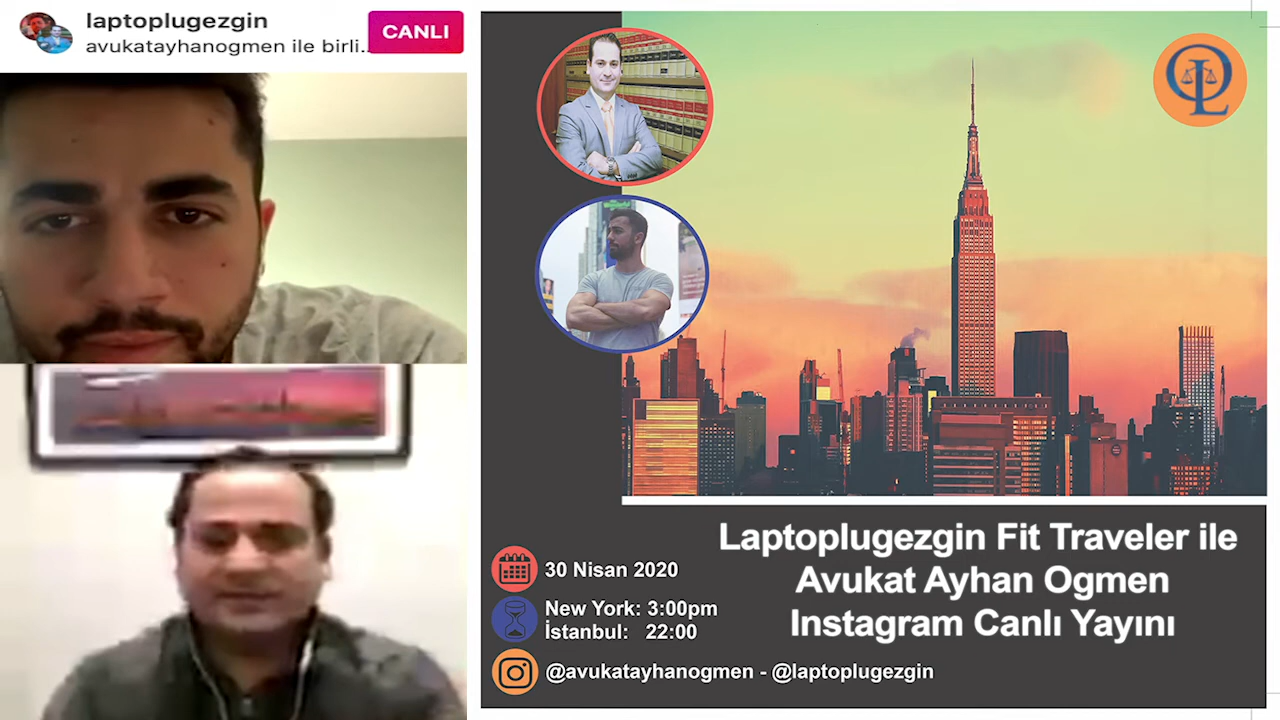 laptoplugezgin
avukatayhanogmen ile birli..
CANLI
OL
Laptoplugezgin Fit Traveler ile
Avukat Ayhan Ogmen
Instagram Canlı Yayını
30 Nisan 2020
New York: 3:00pm
İstanbul: 22:00
@avukatayhanogmen - @laptoplugezgin